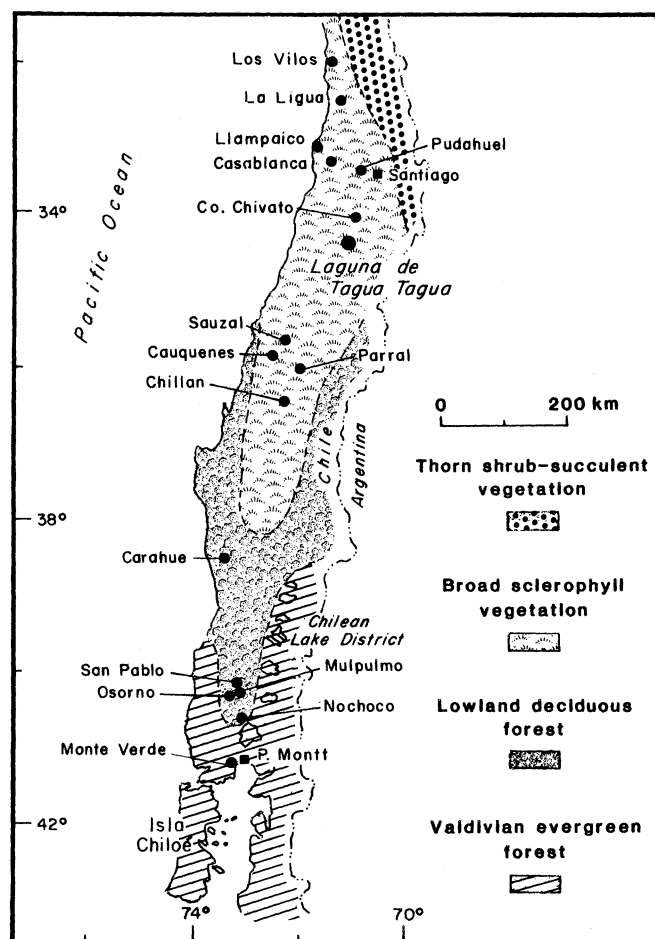 Los Vilos
La Ligua
Llampaico
Pudahuel
Casablanca
Santiago
34°
Co. Chivato
Pacific Ocean
Laguna de
Tagua Tagua
Sauzal
Cauquenes
Parral
Chillan
0 200 km
Chile
Argentina
Thorn shrub-succulent
vegetation
38°
Carahue
Broad sclerophyll
vegetation
Chilean
Lake District
San Pablo
Mulpulmo
Osorno
Nochoco
Lowland deciduous
forest
Monte Verde
P. Montt
42°
Isla
Chiloé
Valdivian evergreen
forest
74° 70°